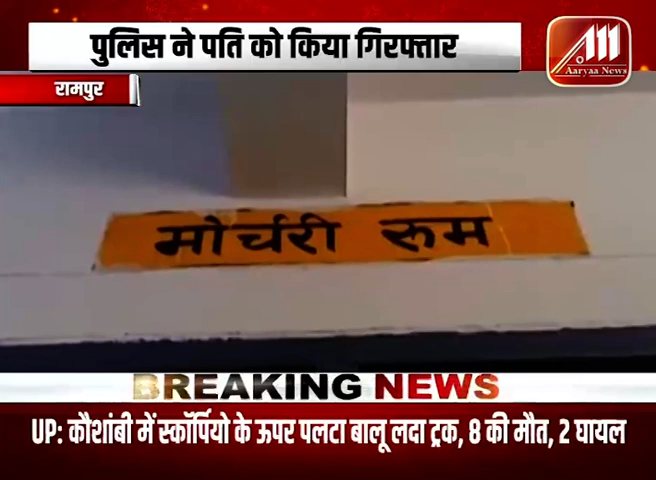 पुलिस ने पति को किया गिरफ्तार
Aaryaa News
रामपुर
मोर्चरी रुम
BREAKING NEWS
UP: कौशांबी में स्कॉर्पियो के ऊपर पलटा बालू लदा ट्रक, 8 की मौत, 2 घायल